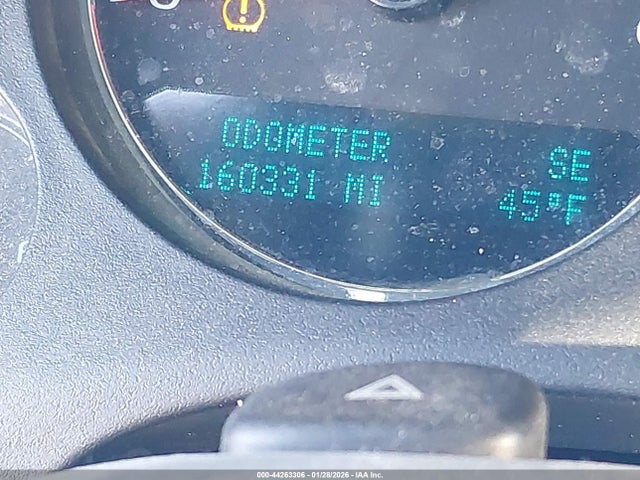 ODOMETER SE
160331 MI 45°F
000-44263306 - 01/28/2026 - IAA Inc.